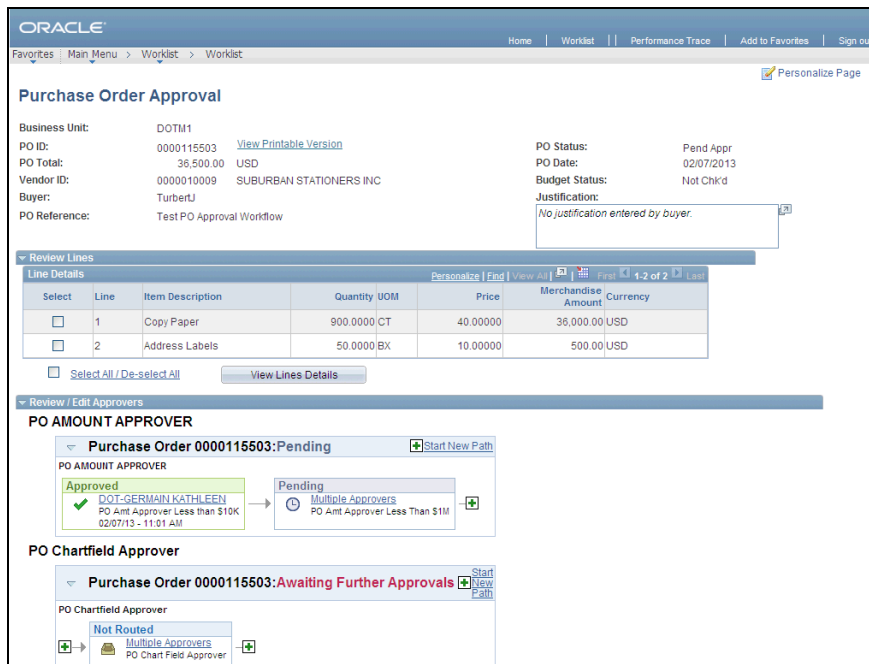 ORACLE
Home | Worklist | | Performance Trace | Add to Favorites | Sign ou
Favorites Main Menu > Worklist > Worklist
Personalize Page
Purchase Order Approval
Business Unit: DOTM1
PO ID: 0000115503 View Printable Version PO Status: Pend Appr
PO Total: 36,500.00 USD PO Date: 02/07/2013
Vendor ID: 0000010009 SUBURBAN STATIONERS INC Budget Status: Not Chk'd
Buyer: TurbertJ Justification:
PO Reference: Test PO Approval Workflow No justification entered by buyer.
Review Lines
Line Details Personalize | Find | View All | | First 1-2 of 2 Last
Select Line Item Description Quantity UOM Price Merchandise Amount Currency
1 Copy Paper 900.0000 CT 40.00000 36,000.00 USD
2 Address Labels 50.0000 BX 10.00000 500.00 USD
Select All / De-select All View Lines Details
Review / Edit Approvers
PO AMOUNT APPROVER
Purchase Order 0000115503:Pending Start New Path
PO AMOUNT APPROVER
Approved Pending
DOT-GERMAIN KATHLEEN Multiple Approvers
PO Amt Approver Less than $10K PO Amt Approver Less Than $1M
02/07/13 - 11:01 AM
PO Chartfield Approver
Purchase Order 0000115503:Awaiting Further Approvals Start New Path
PO Chartfield Approver
Not Routed
Multiple Approvers
PO Chart Field Approver